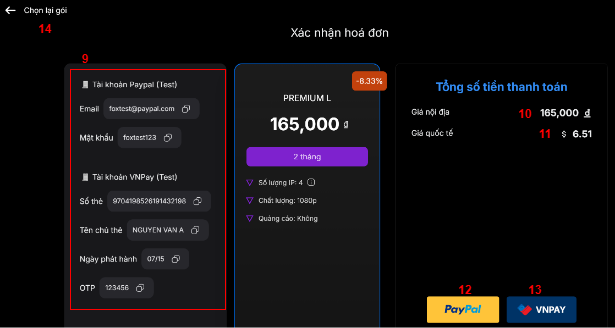 Chọn lại gói
14
Xác nhận hoá đơn
9
Tài khoản Paypal (Test)
Email foxtest@paypal.com
Mật khẩu foxtest123
Tài khoản VNPay (Test)
Số thẻ 9704198526191432198
Tên chủ thẻ NGUYEN VAN A
Ngày phát hành 07/15
OTP 123456
-8.33%
PREMIUM L
165,000 ₫
2 tháng
Số lượng IP: 4
Chất lượng: 1080p
Quảng cáo: Không
Tổng số tiền thanh toán
Giá nội địa 10 165,000 ₫
Giá quốc tế 11 $ 6.51
12 13
PayPal VNPAY